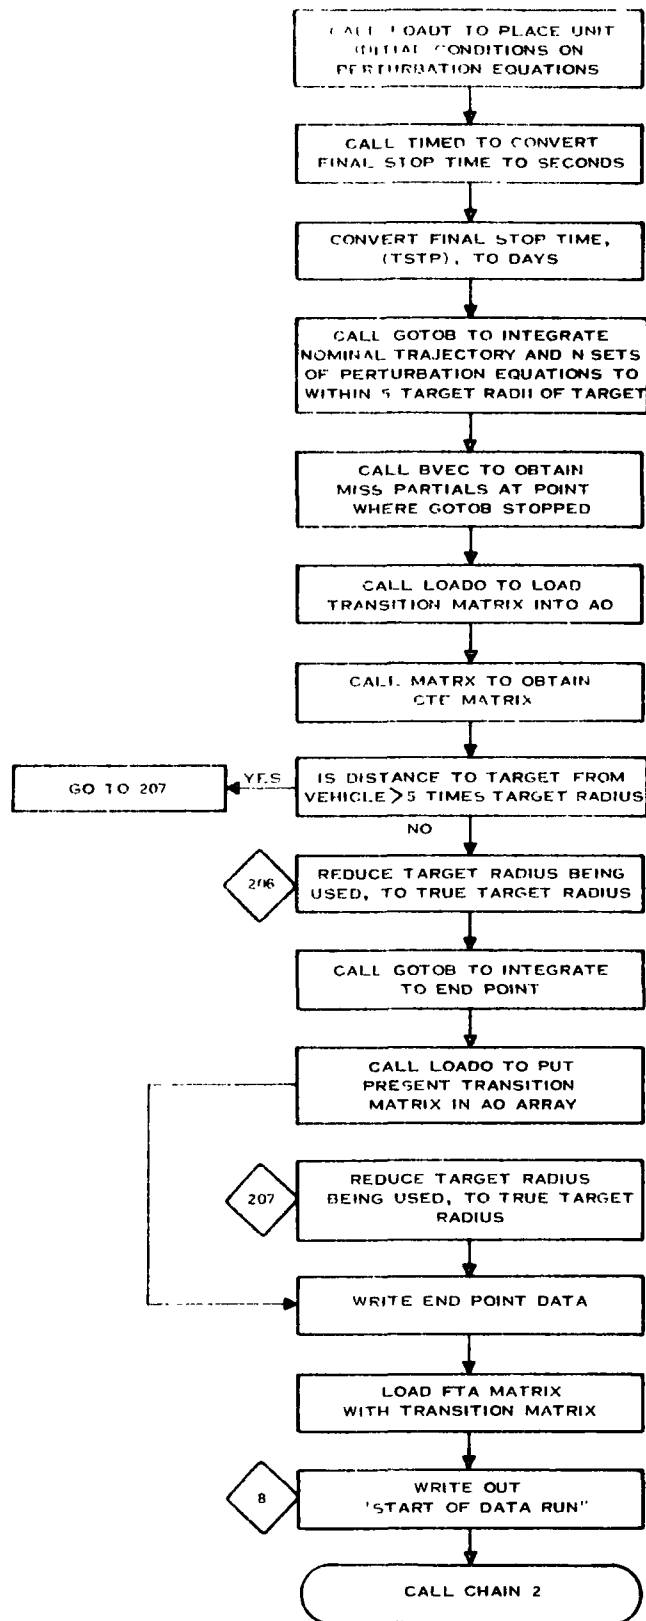 CALL LOADT TO PLACE UNIT
INITIAL CONDITIONS ON
PERTURBATION EQUATIONS
CALL TIMED TO CONVERT
FINAL STOP TIME TO SECONDS
CONVERT FINAL STOP TIME,
(TSTP), TO DAYS
CALL GOTOB TO INTEGRATE
NOMINAL TRAJECTORY AND N SETS
OF PERTURBATION EQUATIONS TO
WITHIN 5 TARGET RADII OF TARGET
CALL BVEC TO OBTAIN
MISS PARTIALS AT POINT
WHERE GOTOB STOPPED
CALL LOADO TO LOAD
TRANSITION MATRIX INTO AO
CALL MATRX TO OBTAIN
CTE MATRIX
GO TO 207
YES
IS DISTANCE TO TARGET FROM
VEHICLE > 5 TIMES TARGET RADIUS
NO
206
REDUCE TARGET RADIUS BEING
USED, TO TRUE TARGET RADIUS
CALL GOTOB TO INTEGRATE
TO END POINT
CALL LOADO TO PUT
PRESENT TRANSITION
MATRIX IN AO ARRAY
207
REDUCE TARGET RADIUS
BEING USED, TO TRUE TARGET
RADIUS
WRITE END POINT DATA
LOAD FTA MATRIX
WITH TRANSITION MATRIX
8
WRITE OUT
'START OF DATA RUN"
CALL CHAIN 2